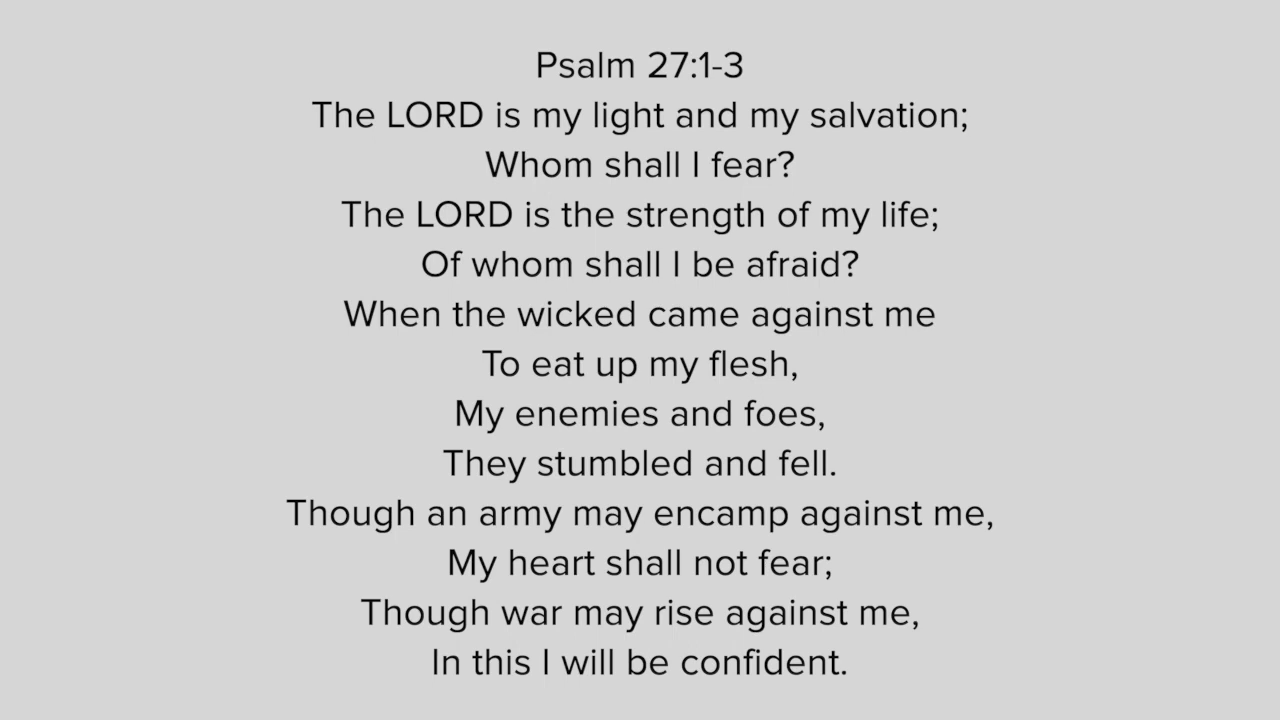 Psalm 27:1-3
The LORD is my light and my salvation;
Whom shall I fear?
The LORD is the strength of my life;
Of whom shall I be afraid?
When the wicked came against me
To eat up my flesh,
My enemies and foes,
They stumbled and fell.
Though an army may encamp against me,
My heart shall not fear;
Though war may rise against me,
In this I will be confident.